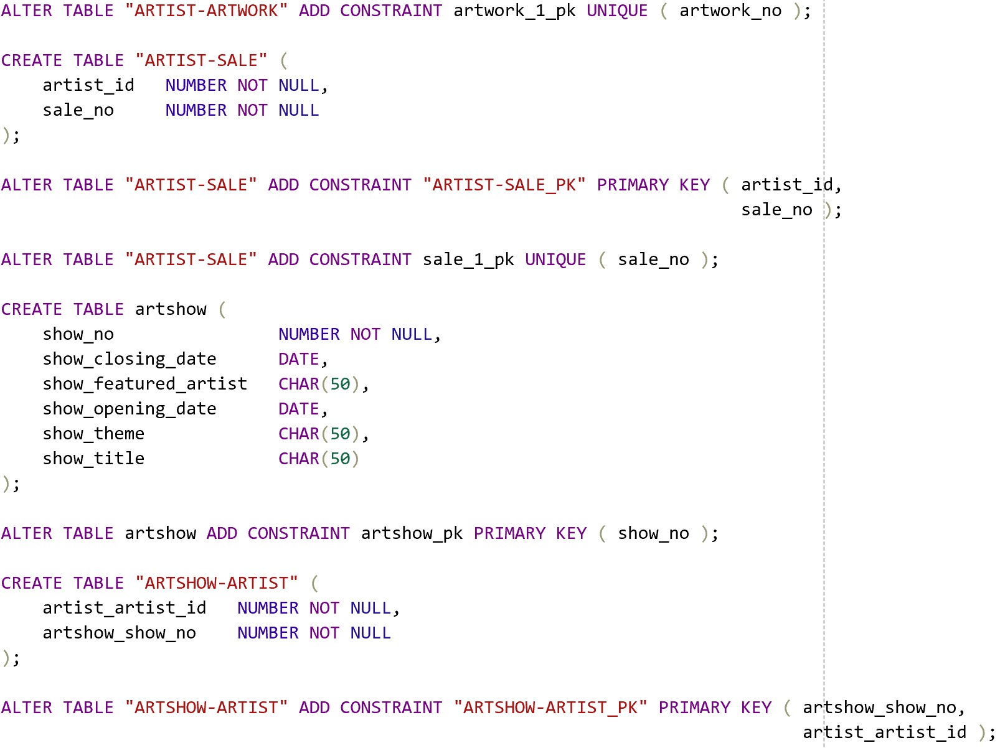 ALTER TABLE "ARTIST-ARTWORK" ADD CONSTRAINT artwork_1_pk UNIQUE ( artwork_no );
CREATE TABLE "ARTIST-SALE" (
    artist_id   NUMBER NOT NULL,
    sale_no     NUMBER NOT NULL
);
ALTER TABLE "ARTIST-SALE" ADD CONSTRAINT "ARTIST-SALE_PK" PRIMARY KEY ( artist_id,
                                                                        sale_no );
ALTER TABLE "ARTIST-SALE" ADD CONSTRAINT sale_1_pk UNIQUE ( sale_no );
CREATE TABLE artshow (
    show_no                NUMBER NOT NULL,
    show_closing_date      DATE,
    show_featured_artist   CHAR(50),
    show_opening_date      DATE,
    show_theme             CHAR(50),
    show_title             CHAR(50)
);
ALTER TABLE artshow ADD CONSTRAINT artshow_pk PRIMARY KEY ( show_no );
CREATE TABLE "ARTSHOW-ARTIST" (
    artist_artist_id   NUMBER NOT NULL,
    artshow_show_no    NUMBER NOT NULL
);
ALTER TABLE "ARTSHOW-ARTIST" ADD CONSTRAINT "ARTSHOW-ARTIST_PK" PRIMARY KEY ( artshow_show_no,
                                                                              artist_artist_id );